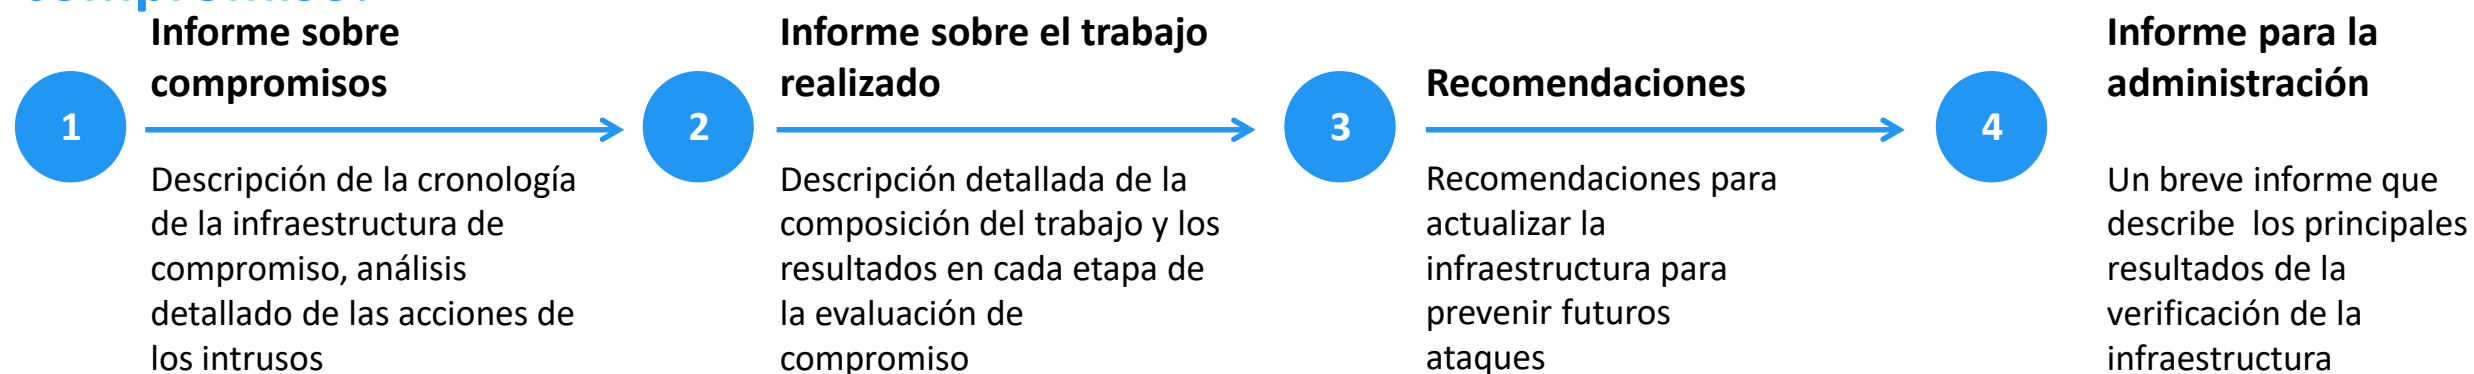 1
Informe sobre
compromisos
Descripción de la cronología
de la infraestructura de
compromiso, análisis
detallado de las acciones de
los intrusos
2
Informe sobre el trabajo
realizado
Descripción detallada de la
composición del trabajo y los
resultados en cada etapa de
la evaluación de
compromiso
3
Recomendaciones
Recomendaciones para
actualizar la
infraestructura para
prevenir futuros
ataques
4
Informe para la
administración
Un breve informe que
describe  los principales
resultados de la
verificación de la
infraestructura